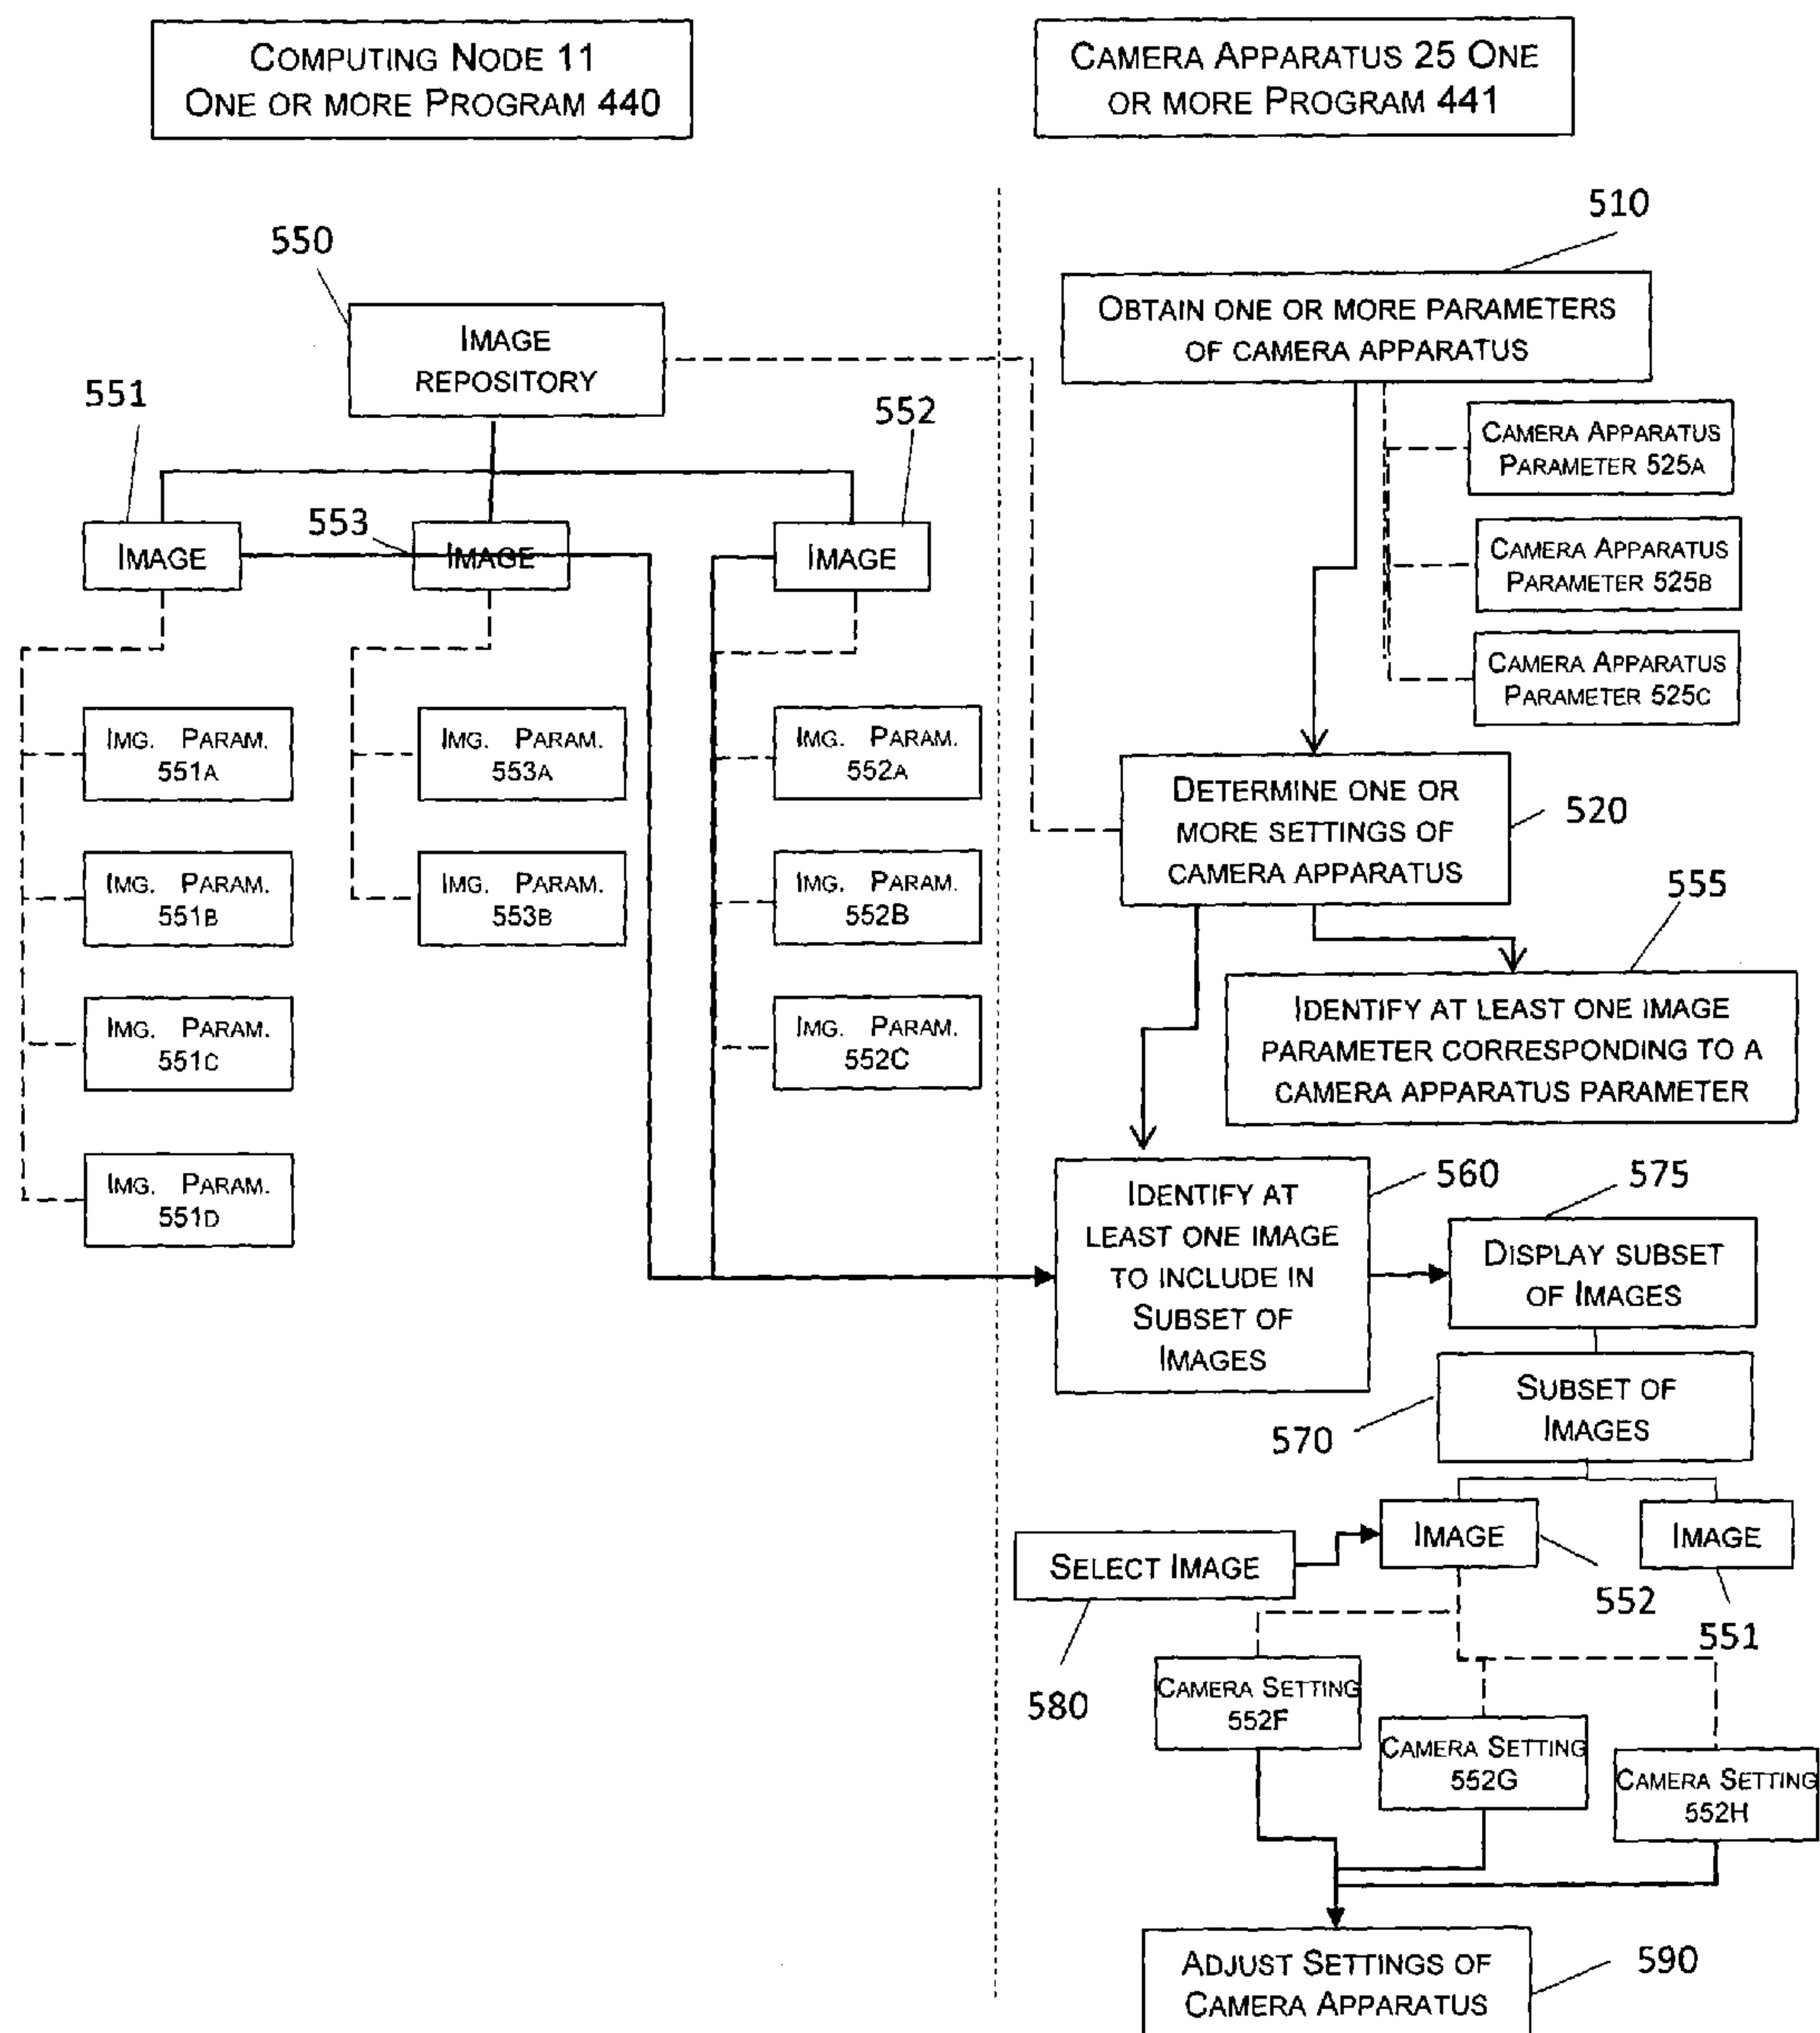 COMPUTING NODE 11
ONE OR MORE PROGRAM 440
CAMERA APPARATUS 25 ONE
OR MORE PROGRAM 441
510
550
OBTAIN ONE OR MORE PARAMETERS
OF CAMERA APPARATUS
IMAGE
REPOSITORY
551
552
CAMERA APPARATUS
PARAMETER 525A
553
IMAGE
IMAGE
IMAGE
CAMERA APPARATUS
PARAMETER 525B
CAMERA APPARATUS
PARAMETER 525C
IMG. PARAM.
551A
IMG. PARAM.
553A
IMG. PARAM.
552A
DETERMINE ONE OR
MORE SETTINGS OF
CAMERA APPARATUS
520
IMG. PARAM.
551B
IMG. PARAM.
553B
IMG. PARAM.
552B
555
IMG. PARAM.
551C
IMG. PARAM.
552C
IDENTIFY AT LEAST ONE IMAGE
PARAMETER CORRESPONDING TO A
CAMERA APPARATUS PARAMETER
IMG. PARAM.
551D
IDENTIFY AT
LEAST ONE IMAGE
TO INCLUDE IN
SUBSET OF
IMAGES
560
575
DISPLAY SUBSET
OF IMAGES
SUBSET OF
IMAGES
570
SELECT IMAGE
IMAGE
IMAGE
552
551
580
CAMERA SETTING
552F
CAMERA SETTING
552G
CAMERA SETTING
552H
ADJUST SETTINGS OF
CAMERA APPARATUS
590